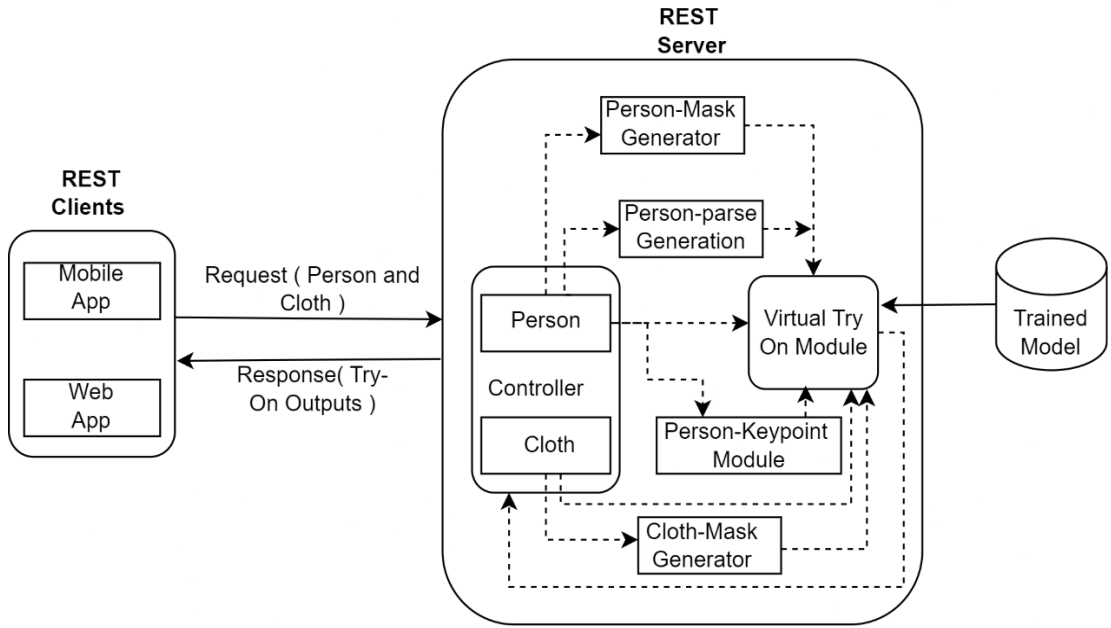 REST
Server
Person-Mask
Generator
REST
Clients
Person-parse
Generation
Mobile
App
Request ( Person and
Cloth )
Person
Virtual Try
On Module
Trained
Model
Response( Try-
On Outputs )
Controller
Web
App
Cloth
Person-Keypoint
Module
Cloth-Mask
Generator